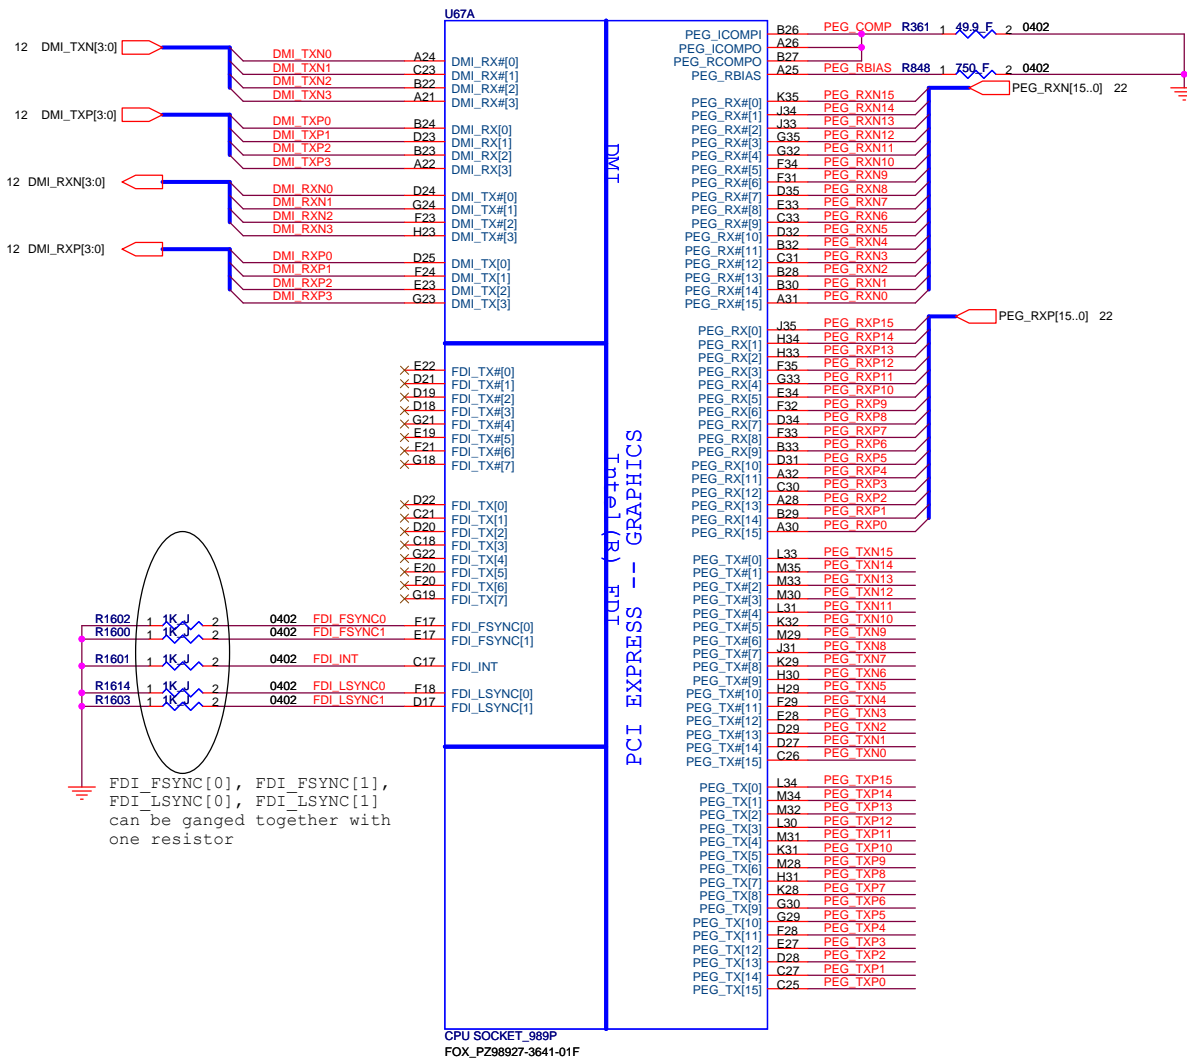 U67A
12 DMI_TXN[3:0]
DMI_TXN0 A24 DMI_RX#[0]
DMI_TXN1 C23 DMI_RX#[1]
DMI_TXN2 B22 DMI_RX#[2]
DMI_TXN3 A21 DMI_RX#[3]
12 DMI_TXP[3:0]
DMI_TXP0 B24 DMI_RX[0]
DMI_TXP1 D23 DMI_RX[1]
DMI_TXP2 B23 DMI_RX[2]
DMI_TXP3 A22 DMI_RX[3]
12 DMI_RXN[3:0]
DMI_RXN0 D24 DMI_TX#[0]
DMI_RXN1 G24 DMI_TX#[1]
DMI_RXN2 F23 DMI_TX#[2]
DMI_RXN3 H23 DMI_TX#[3]
12 DMI_RXP[3:0]
DMI_RXP0 D25 DMI_TX[0]
DMI_RXP1 F24 DMI_TX[1]
DMI_RXP2 E23 DMI_TX[2]
DMI_RXP3 G23 DMI_TX[3]
E22 FDI_TX#[0]
D21 FDI_TX#[1]
D19 FDI_TX#[2]
D18 FDI_TX#[3]
G21 FDI_TX#[4]
E19 FDI_TX#[5]
F21 FDI_TX#[6]
G18 FDI_TX#[7]
D22 FDI_TX[0]
C21 FDI_TX[1]
D20 FDI_TX[2]
C18 FDI_TX[3]
G22 FDI_TX[4]
E20 FDI_TX[5]
F20 FDI_TX[6]
G19 FDI_TX[7]
R1602 1 1K_J 2 0402 FDI_FSYNC0 F17 FDI_FSYNC[0]
R1600 1 1K_J 2 0402 FDI_FSYNC1 E17 FDI_FSYNC[1]
R1601 1 1K_J 2 0402 FDI_INT C17 FDI_INT
R1614 1 1K_J 2 0402 FDI_LSYNC0 F18 FDI_LSYNC[0]
R1603 1 1K_J 2 0402 FDI_LSYNC1 D17 FDI_LSYNC[1]
FDI_FSYNC[0], FDI_FSYNC[1],
FDI_LSYNC[0], FDI_LSYNC[1]
can be ganged together with
one resistor
DMI
Intel(R) FDI
PCI EXPRESS -- GRAPHICS
PEG_ICOMPI B26 PEG_COMP R361 1 49.9_F 2 0402
PEG_ICOMPO A26
PEG_RCOMPO B27
PEG_RBIAS A25 PEG_RBIAS R848 1 750_F 2 0402
PEG_RXN[15..0] 22
PEG_RX#[0] K35 PEG_RXN15
PEG_RX#[1] J34 PEG_RXN14
PEG_RX#[2] J33 PEG_RXN13
PEG_RX#[3] G35 PEG_RXN12
PEG_RX#[4] G32 PEG_RXN11
PEG_RX#[5] F34 PEG_RXN10
PEG_RX#[6] F31 PEG_RXN9
PEG_RX#[7] D35 PEG_RXN8
PEG_RX#[8] E33 PEG_RXN7
PEG_RX#[9] C33 PEG_RXN6
PEG_RX#[10] D32 PEG_RXN5
PEG_RX#[11] B32 PEG_RXN4
PEG_RX#[12] C31 PEG_RXN3
PEG_RX#[13] B28 PEG_RXN2
PEG_RX#[14] B30 PEG_RXN1
PEG_RX#[15] A31 PEG_RXN0
PEG_RXP[15..0] 22
PEG_RX[0] J35 PEG_RXP15
PEG_RX[1] H34 PEG_RXP14
PEG_RX[2] H33 PEG_RXP13
PEG_RX[3] F35 PEG_RXP12
PEG_RX[4] G33 PEG_RXP11
PEG_RX[5] E34 PEG_RXP10
PEG_RX[6] F32 PEG_RXP9
PEG_RX[7] D34 PEG_RXP8
PEG_RX[8] F33 PEG_RXP7
PEG_RX[9] B33 PEG_RXP6
PEG_RX[10] D31 PEG_RXP5
PEG_RX[11] A32 PEG_RXP4
PEG_RX[12] C30 PEG_RXP3
PEG_RX[13] A28 PEG_RXP2
PEG_RX[14] B29 PEG_RXP1
PEG_RX[15] A30 PEG_RXP0
PEG_TX#[0] L33 PEG_TXN15
PEG_TX#[1] M35 PEG_TXN14
PEG_TX#[2] M33 PEG_TXN13
PEG_TX#[3] M30 PEG_TXN12
PEG_TX#[4] L31 PEG_TXN11
PEG_TX#[5] K32 PEG_TXN10
PEG_TX#[6] M29 PEG_TXN9
PEG_TX#[7] J31 PEG_TXN8
PEG_TX#[8] K29 PEG_TXN7
PEG_TX#[9] H30 PEG_TXN6
PEG_TX#[10] H29 PEG_TXN5
PEG_TX#[11] F29 PEG_TXN4
PEG_TX#[12] E28 PEG_TXN3
PEG_TX#[13] D29 PEG_TXN2
PEG_TX#[14] D27 PEG_TXN1
PEG_TX#[15] C26 PEG_TXN0
PEG_TX[0] L34 PEG_TXP15
PEG_TX[1] M34 PEG_TXP14
PEG_TX[2] M32 PEG_TXP13
PEG_TX[3] L30 PEG_TXP12
PEG_TX[4] M31 PEG_TXP11
PEG_TX[5] K31 PEG_TXP10
PEG_TX[6] M28 PEG_TXP9
PEG_TX[7] H31 PEG_TXP8
PEG_TX[8] K28 PEG_TXP7
PEG_TX[9] G30 PEG_TXP6
PEG_TX[10] G29 PEG_TXP5
PEG_TX[11] F28 PEG_TXP4
PEG_TX[12] E27 PEG_TXP3
PEG_TX[13] D28 PEG_TXP2
PEG_TX[14] C27 PEG_TXP1
PEG_TX[15] C25 PEG_TXP0
CPU SOCKET_989P
FOX_PZ98927-3641-01F